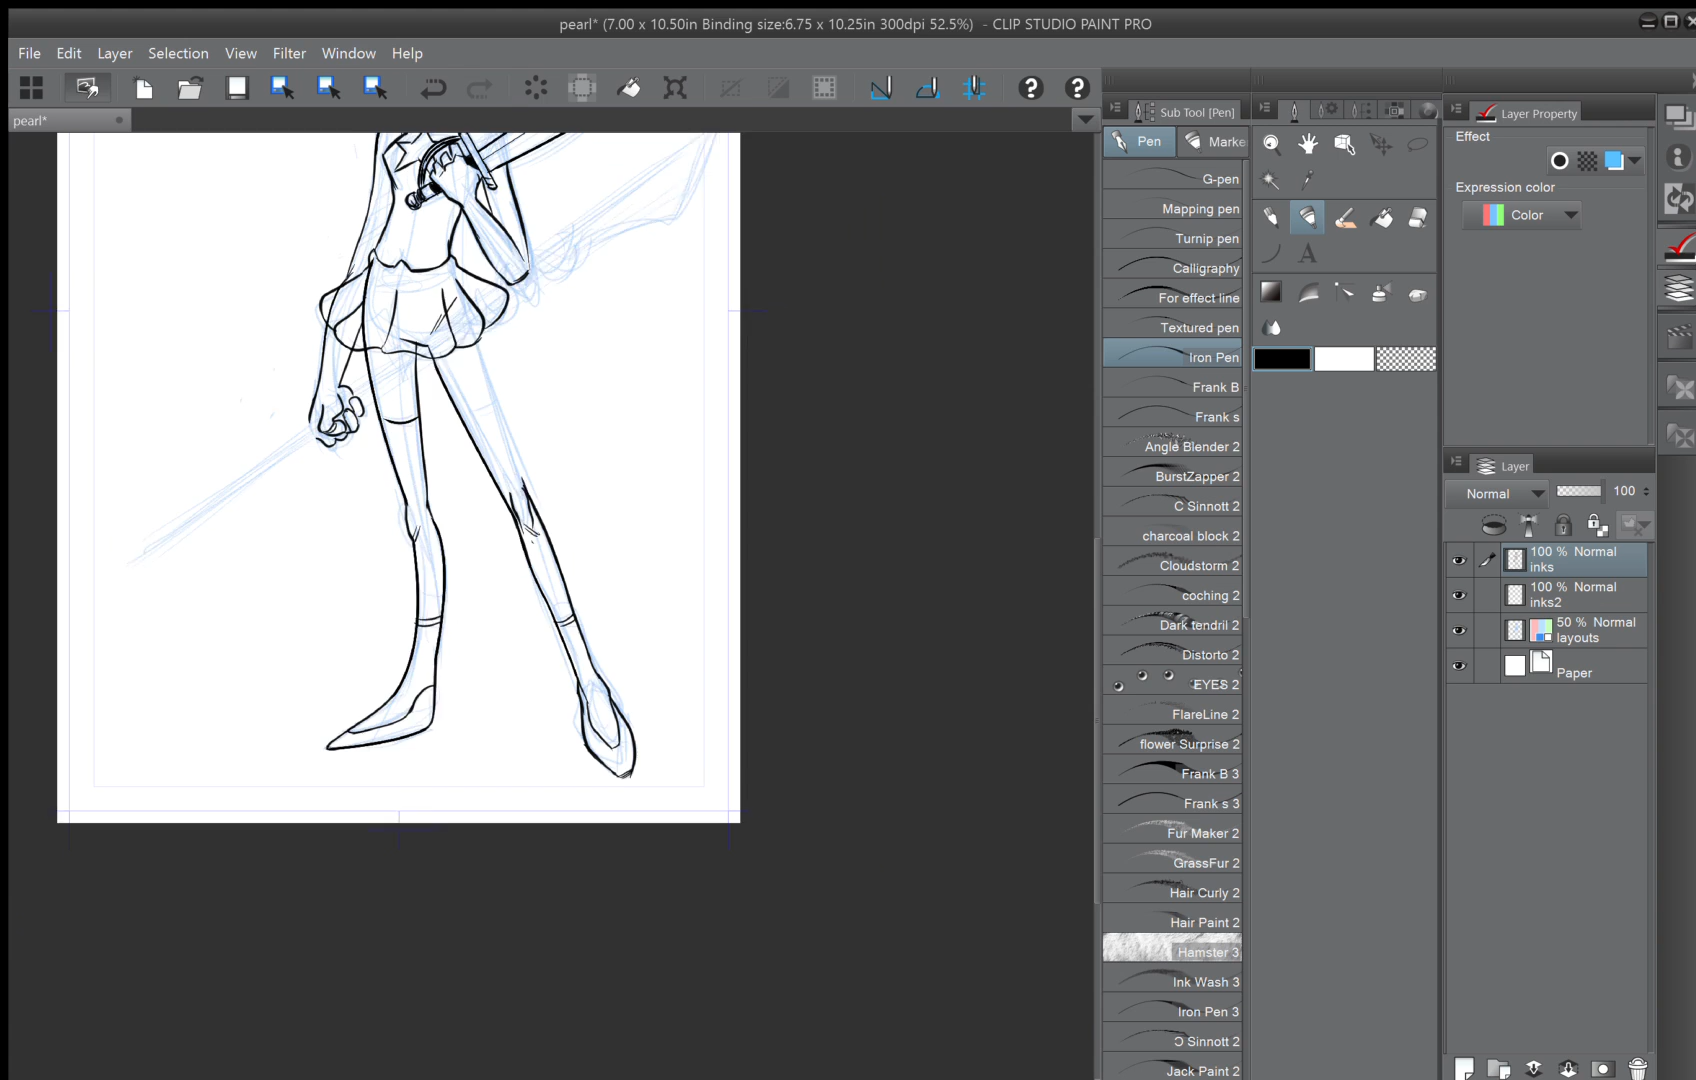 pearl* (7.00 x 10.50in Binding size:6.75 x 10.25in 300dpi 52.5%)  - CLIP STUDIO PAINT PRO
File Edit Layer Selection View Filter Window Help
pearl*
Sub Tool [Pen]
Pen Marke
G-pen
Mapping pen
Turnip pen
Calligraphy
For effect line
Textured pen
Iron Pen
Frank B
Frank s
Angle Blender 2
BurstZapper 2
C Sinnott 2
charcoal block 2
Cloudstorm 2
coching 2
Dark tendril 2
Distorto 2
EYES 2
FlareLine 2
flower Surprise 2
Frank B 3
Frank s 3
Fur Maker 2
GrassFur 2
Hair Curly 2
Hair Paint 2
Hamster 3
Ink Wash 3
Iron Pen 3
Ɔ Sinnott 2
Jack Paint 2
A
Layer Property
Effect
Expression color
Color
Layer
Normal 100
100 % Normal
inks
100 % Normal
inks2
50 % Normal
layouts
Paper